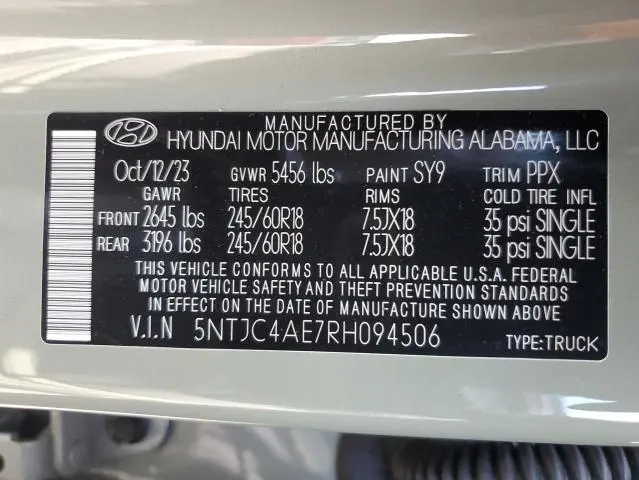 MANUFACTURED BY
HYUNDAI MOTOR MANUFACTURING ALABAMA, LLC
Oct/12/23 GVWR 5456 lbs PAINT SY9 TRIM PPX
GAWR TIRES RIMS COLD TIRE INFL
FRONT 2645 lbs 245/60R18 7.5JX18 35 psi SINGLE
REAR 3196 lbs 245/60R18 7.5JX18 35 psi SINGLE
THIS VEHICLE CONFORMS TO ALL APPLICABLE U.S.A. FEDERAL
MOTOR VEHICLE SAFETY AND THEFT PREVENTION STANDARDS
IN EFFECT ON THE DATE OF MANUFACTURE SHOWN ABOVE
V.I.N 5NTJC4AE7RH094506 TYPE:TRUCK